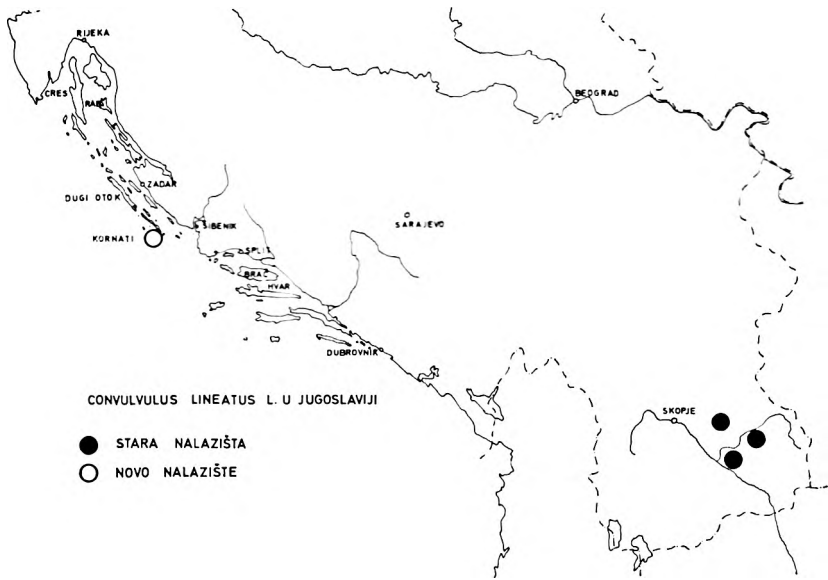 RIJEKA
CRES
RAB
BEOGRAD
ZADAR
DUGI OTOK
ŠIBENIK
SARAJEVO
KORNATI
SPLIT
BRAČ
HVAR
DUBROVNIK
CONVULVULUS LINEATUS L. U JUGOSLAVIJI
SKOPJE
STARA NALAZIŠTA
NOVO NALAZIŠTE